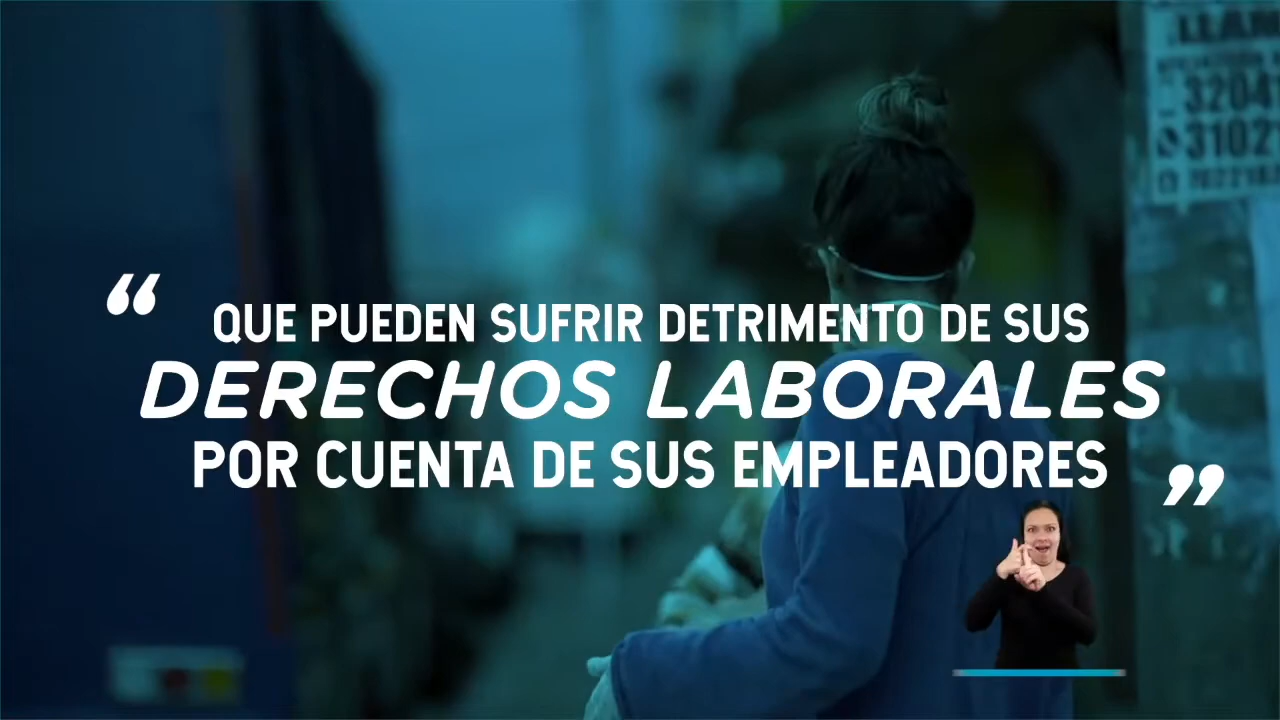 “ QUE PUEDEN SUFRIR DETRIMENTO DE SUS
DERECHOS LABORALES
POR CUENTA DE SUS EMPLEADORES ”